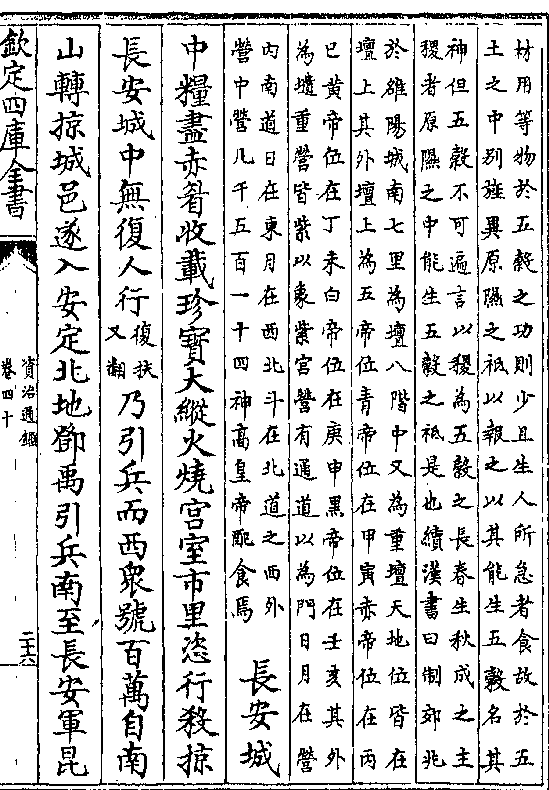 材用等物於五穀之功則少且生人所急者食故於五
土之中别旌異原隰之祇以報之以其能生五穀名其
神但五穀不可遍言以稷為五穀之長春生秋成之主
稷者原隰之中能生五穀之祇是也續漢書曰制郊兆
於雒陽城南七里為壇八階中又為重壇天地位皆在
壇上其外壇上為五帝位青帝位在甲寅赤帝位在丙
巳黄帝位在丁未白帝位在庚申黑帝位在壬亥其外
為壝重營皆紫以象紫宫營有通道以為門日月在營
内南道日在東月在西北斗在北道之西外
營中營凡千五百一十四神高皇帝配食焉
長安城
中糧盡赤眉收載珍寶大縱火燒宫室市里恣行殺掠
長安城中無復人行復扶又翻乃引兵而西衆號百萬自南
山轉掠城邑遂入安定北地鄧禹引兵南至長安軍昆
欽定四庫全書
資治通鑑
卷四十
二十六